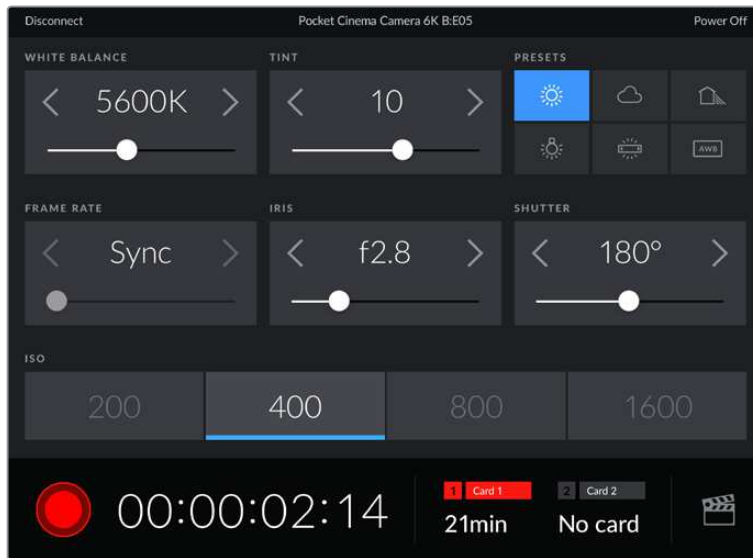 Disconnect Pocket Cinema Camera 6K B:E05 Power Off
WHITE BALANCE TINT PRESETS
5600K 10
AWB
FRAME RATE IRIS SHUTTER
Sync f2.8 180°
ISO
200 400 800 1600
00:00:02:14
1 Card 1 2 Card 2
21min No card